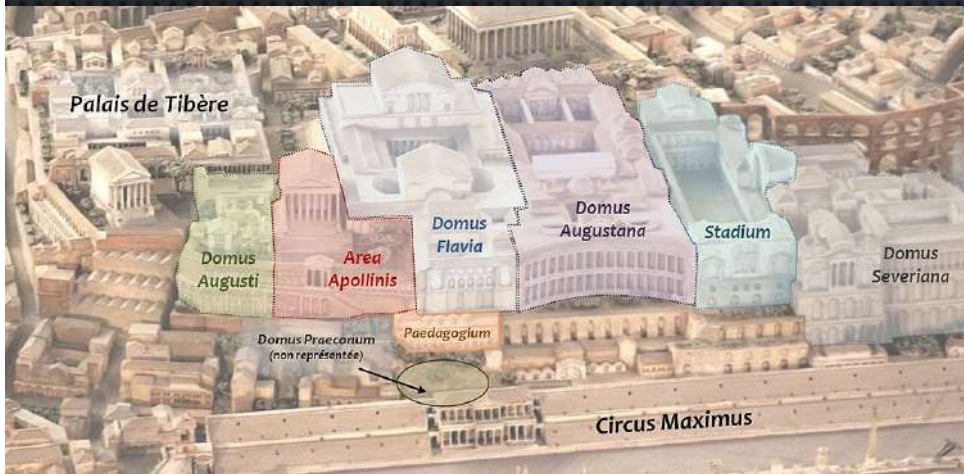 Palais de Tibère
Domus
Augusti
Area
Apollinis
Domus
Flavia
Domus
Augustana
Stadium
Domus
Severiana
Paedagogium
Domus Praeconum
(non représentée)
Circus Maximus